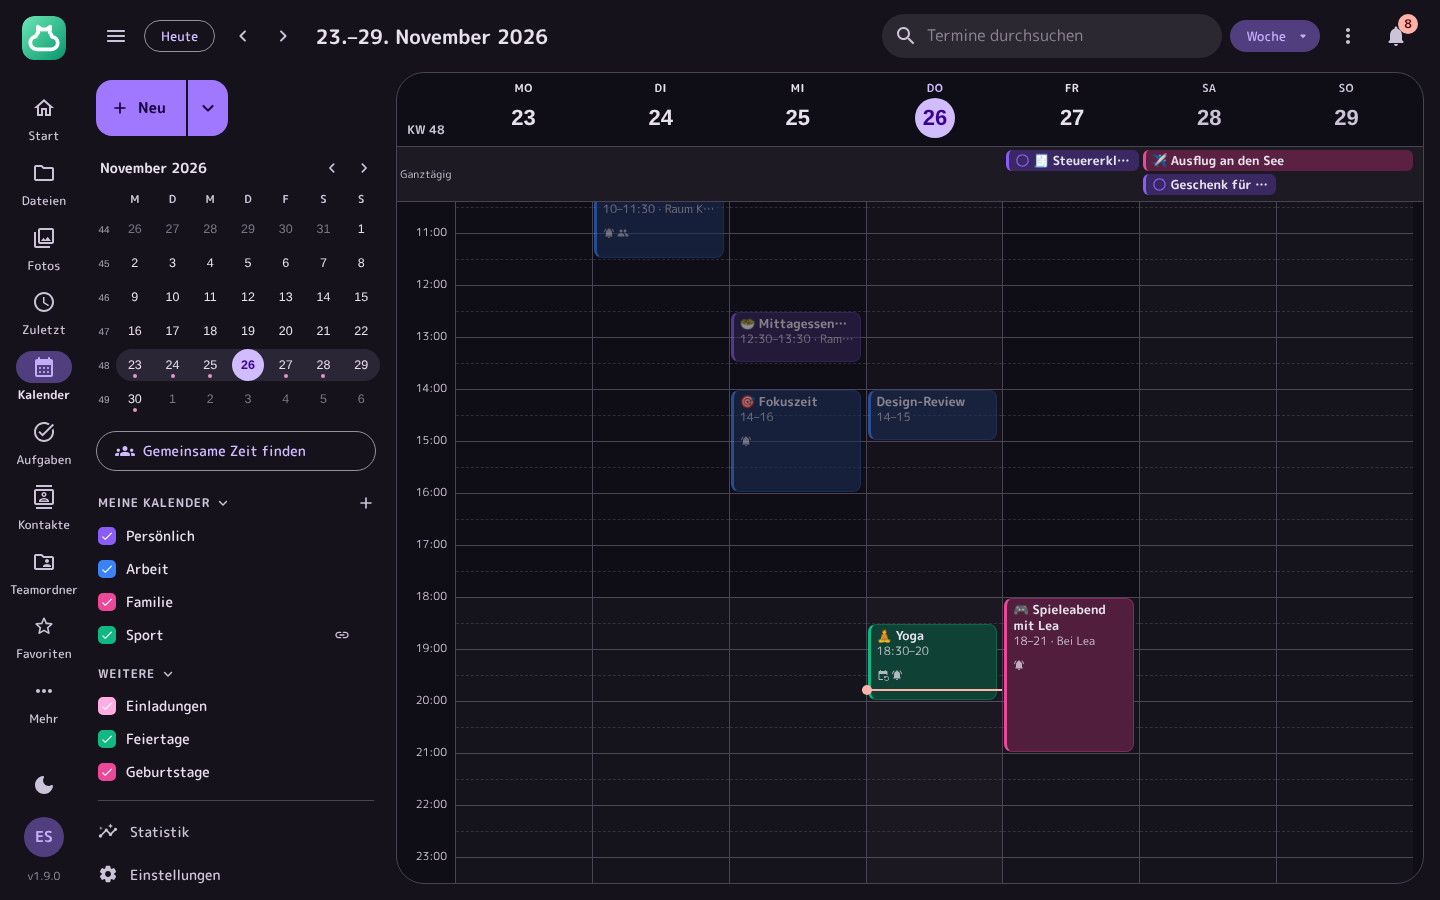 Heute
23.–29. November 2026
Termine durchsuchen
Woche
8
Start
Dateien
Fotos
Zuletzt
Kalender
Aufgaben
Kontakte
Teamordner
Favoriten
Mehr
ES
v1.9.0
Neu
November 2026
M D M D F S S
44 26 27 28 29 30 31 1
45 2 3 4 5 6 7 8
46 9 10 11 12 13 14 15
47 16 17 18 19 20 21 22
48 23 24 25 26 27 28 29
49 30 1 2 3 4 5 6
Gemeinsame Zeit finden
MEINE KALENDER
Persönlich
Arbeit
Familie
Sport
WEITERE
Einladungen
Feiertage
Geburtstage
Statistik
Einstellungen
KW 48
MO DI MI DO FR SA SO
23 24 25 26 27 28 29
Ganztägig
Steuererkl…
Ausflug an den See
Geschenk für …
11:00
12:00
13:00
14:00
15:00
16:00
17:00
18:00
19:00
20:00
21:00
22:00
23:00
10–11:30 · Raum K…
Mittagessen…
12:30–13:30 · Ram…
Fokuszeit
14–16
Design-Review
14–15
Yoga
18:30–20
Spieleabend
mit Lea
18–21 · Bei Lea